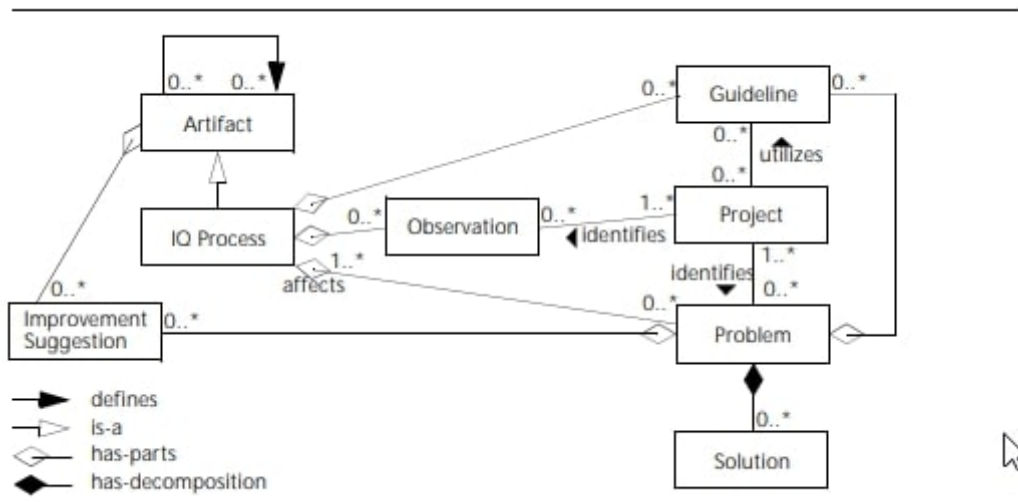 0..* 0..*
Artifact
0..* Guideline 0..*
0..*
utilizes
0..*
IQ Process
0..* Observation 0..*
1..* Project
identifies
1..*
affects
identifies
1..*
0..*
0..*
0..*
Improvement
Suggestion
0..*
Problem
defines
is-a
has-parts
has-decomposition
0..*
Solution